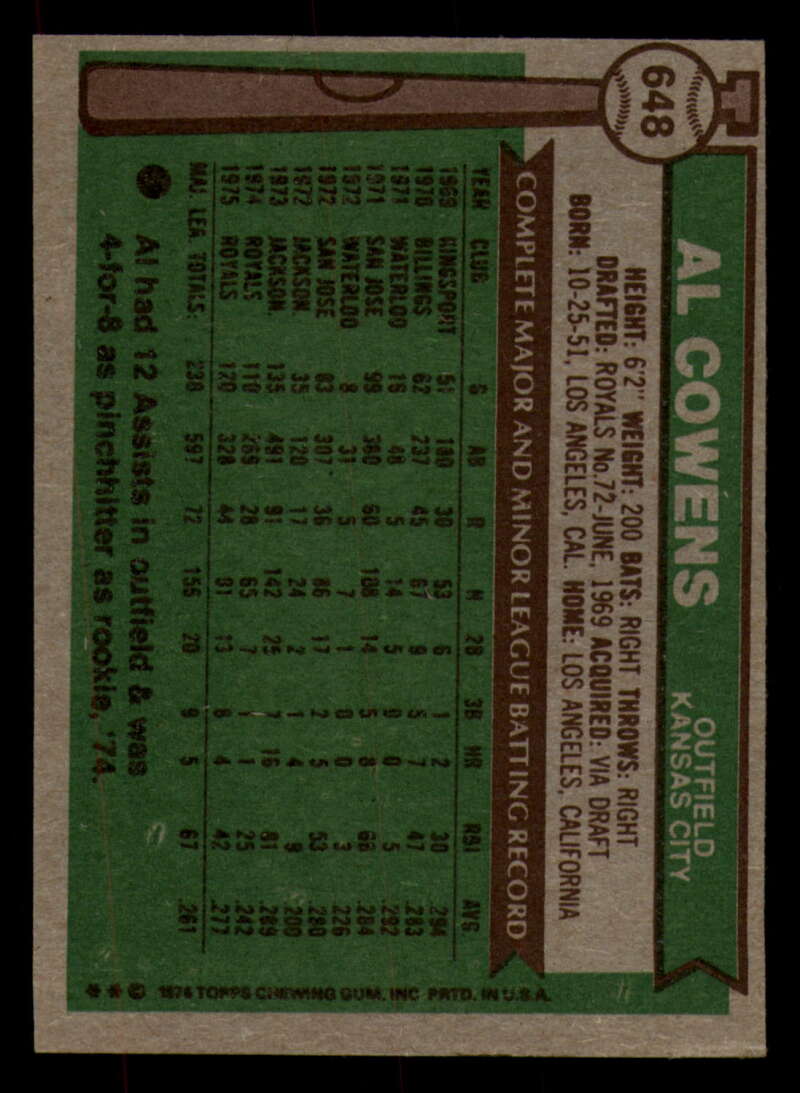 648
AL COWENS
OUTFIELD
KANSAS CITY
HEIGHT: 6'2" WEIGHT: 200 BATS: RIGHT THROWS: RIGHT
DRAFTED: ROYALS No.72-JUNE, 1969 ACQUIRED: VIA DRAFT
BORN: 10-25-51, LOS ANGELES, CAL. HOME: LOS ANGELES, CALIFORNIA
COMPLETE MAJOR AND MINOR LEAGUE BATTING RECORD
YEAR CLUB G AB R H 2B 3B HR RBI AVG.
1969 KINGSPORT 51 180 30 53 6 1 2 30 .294
1970 BILLINGS 62 237 45 67 9 5 7 47 .283
1971 WATERLOO 16 48 5 14 5 0 0 5 .292
1971 SAN JOSE 99 380 60 108 14 5 8 68 .284
1972 WATERLOO 8 31 5 7 1 0 0 3 .226
1972 SAN JOSE 83 307 36 86 17 2 5 53 .280
1972 JACKSON. 35 120 17 24 2 1 4 9 .200
1973 JACKSON. 135 491 91 142 25 7 16 81 .289
1974 ROYALS 110 269 28 65 7 1 1 25 .242
1975 ROYALS 120 328 44 91 13 8 4 42 .277
MAJ. LEA. TOTALS: 238 597 72 156 20 9 5 67 .261
Al had 12 Assists in outfield & was
4-for-8 as pinchhitter as rookie, '74.
** © 1976 TOPPS CHEWING GUM, INC. PRTD. IN U.S.A.